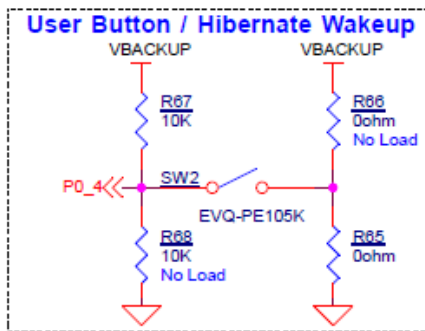 User Button / Hibernate Wakeup
VBACKUP
VBACKUP
R67
10K
R66
0ohm
No Load
P0_4
SW2
EVQ-PE105K
R68
10K
No Load
R65
0ohm